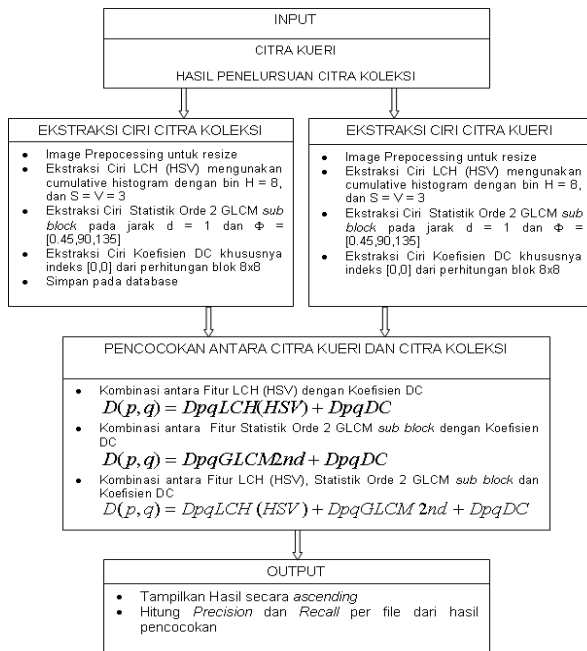 INPUT
CITRA KUERI
HASIL PENELURSUAN CITRA KOLEKSI
EKSTRAKSI CIRI CITRA KOLEKSI
• Image Prepocessing untuk resize
• Ekstraksi Ciri LCH (HSV) mengunakan
cumulative histogram dengan bin H = 8,
dan S = V = 3
• Ekstraksi Ciri Statistik Orde 2 GLCM sub
block pada jarak d = 1 dan Φ =
[0.45,90,135]
• Ekstraksi Ciri Koefisien DC khususnya
indeks [0,0] dari perhitungan blok 8x8
• Simpan pada database
EKSTRAKSI CIRI CITRA KUERI
• Image Prepocessing untuk resize
• Ekstraksi Ciri LCH (HSV) mengunakan
cumulative histogram dengan bin H = 8,
dan S = V = 3
• Ekstraksi Ciri Statistik Orde 2 GLCM sub
block pada jarak d = 1 dan Φ =
[0.45,90,135]
• Ekstraksi Ciri Koefisien DC khususnya
indeks [0,0] dari perhitungan blok 8x8
PENCOCOKAN ANTARA CITRA KUERI DAN CITRA KOLEKSI
• Kombinasi antara Fitur LCH (HSV) dengan Koefisien DC
D(p,q) = DpqLCH(HSV) + DpqDC
• Kombinasi antara Fitur Statistik Orde 2 GLCM sub block dengan Koefisien
DC
D(p,q) = DpqGLCM2nd + DpqDC
• Kombinasi antara Fitur LCH (HSV), Statistik Orde 2 GLCM sub block dan
Koefisien DC
D(p,q) = DpqLCH (HSV) + DpqGLCM 2nd + DpqDC
OUTPUT
• Tampilkan Hasil secara ascending
• Hitung Precision dan Recall per file dari hasil
pencocokan